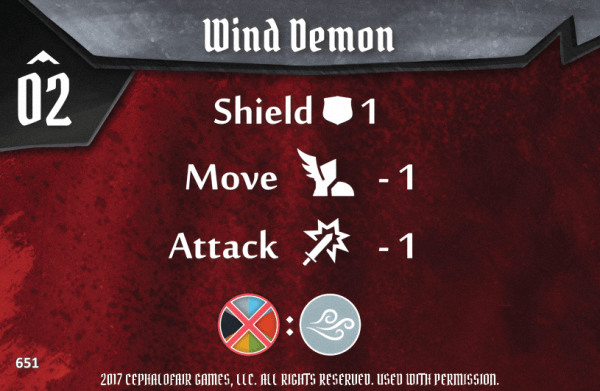 Wind Demon
02
Shield 1
Move - 1
Attack - 1
:
651
2017 CEPHALOFAIR GAMES, LLC. ALL RIGHTS RESERVED. USED WITH PERMISSION.